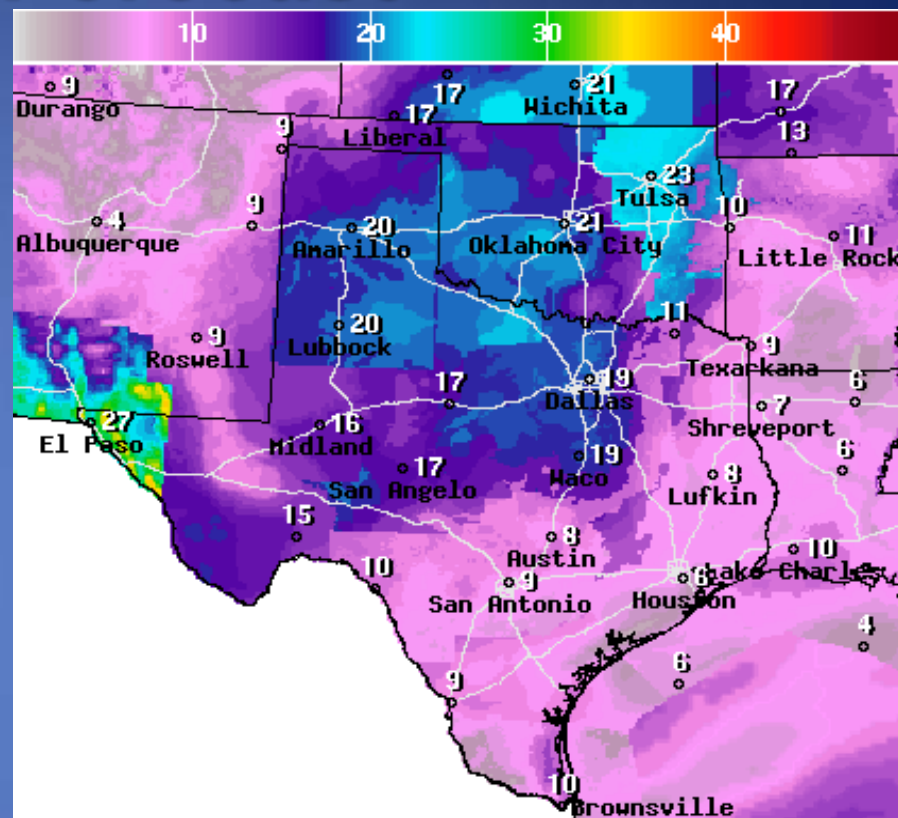 10 20 30 40
9
Durango
17
21
Wichita
17
Liberal
17
13
9
23
Tulsa
4
Albuquerque
9
20
Amarillo
21
Oklahoma City
10
11
Little Rock
9
Roswell
20
Lubbock
11
9
Texarkana
19
Dallas
17
7
Shreveport
6
27
El Paso
16
Midland
17
San Angelo
19
Waco
8
Lufkin
6
15
8
Austin
10
Lake Charles
10
9
San Antonio
6
Houston
4
6
9
10
Brownsville